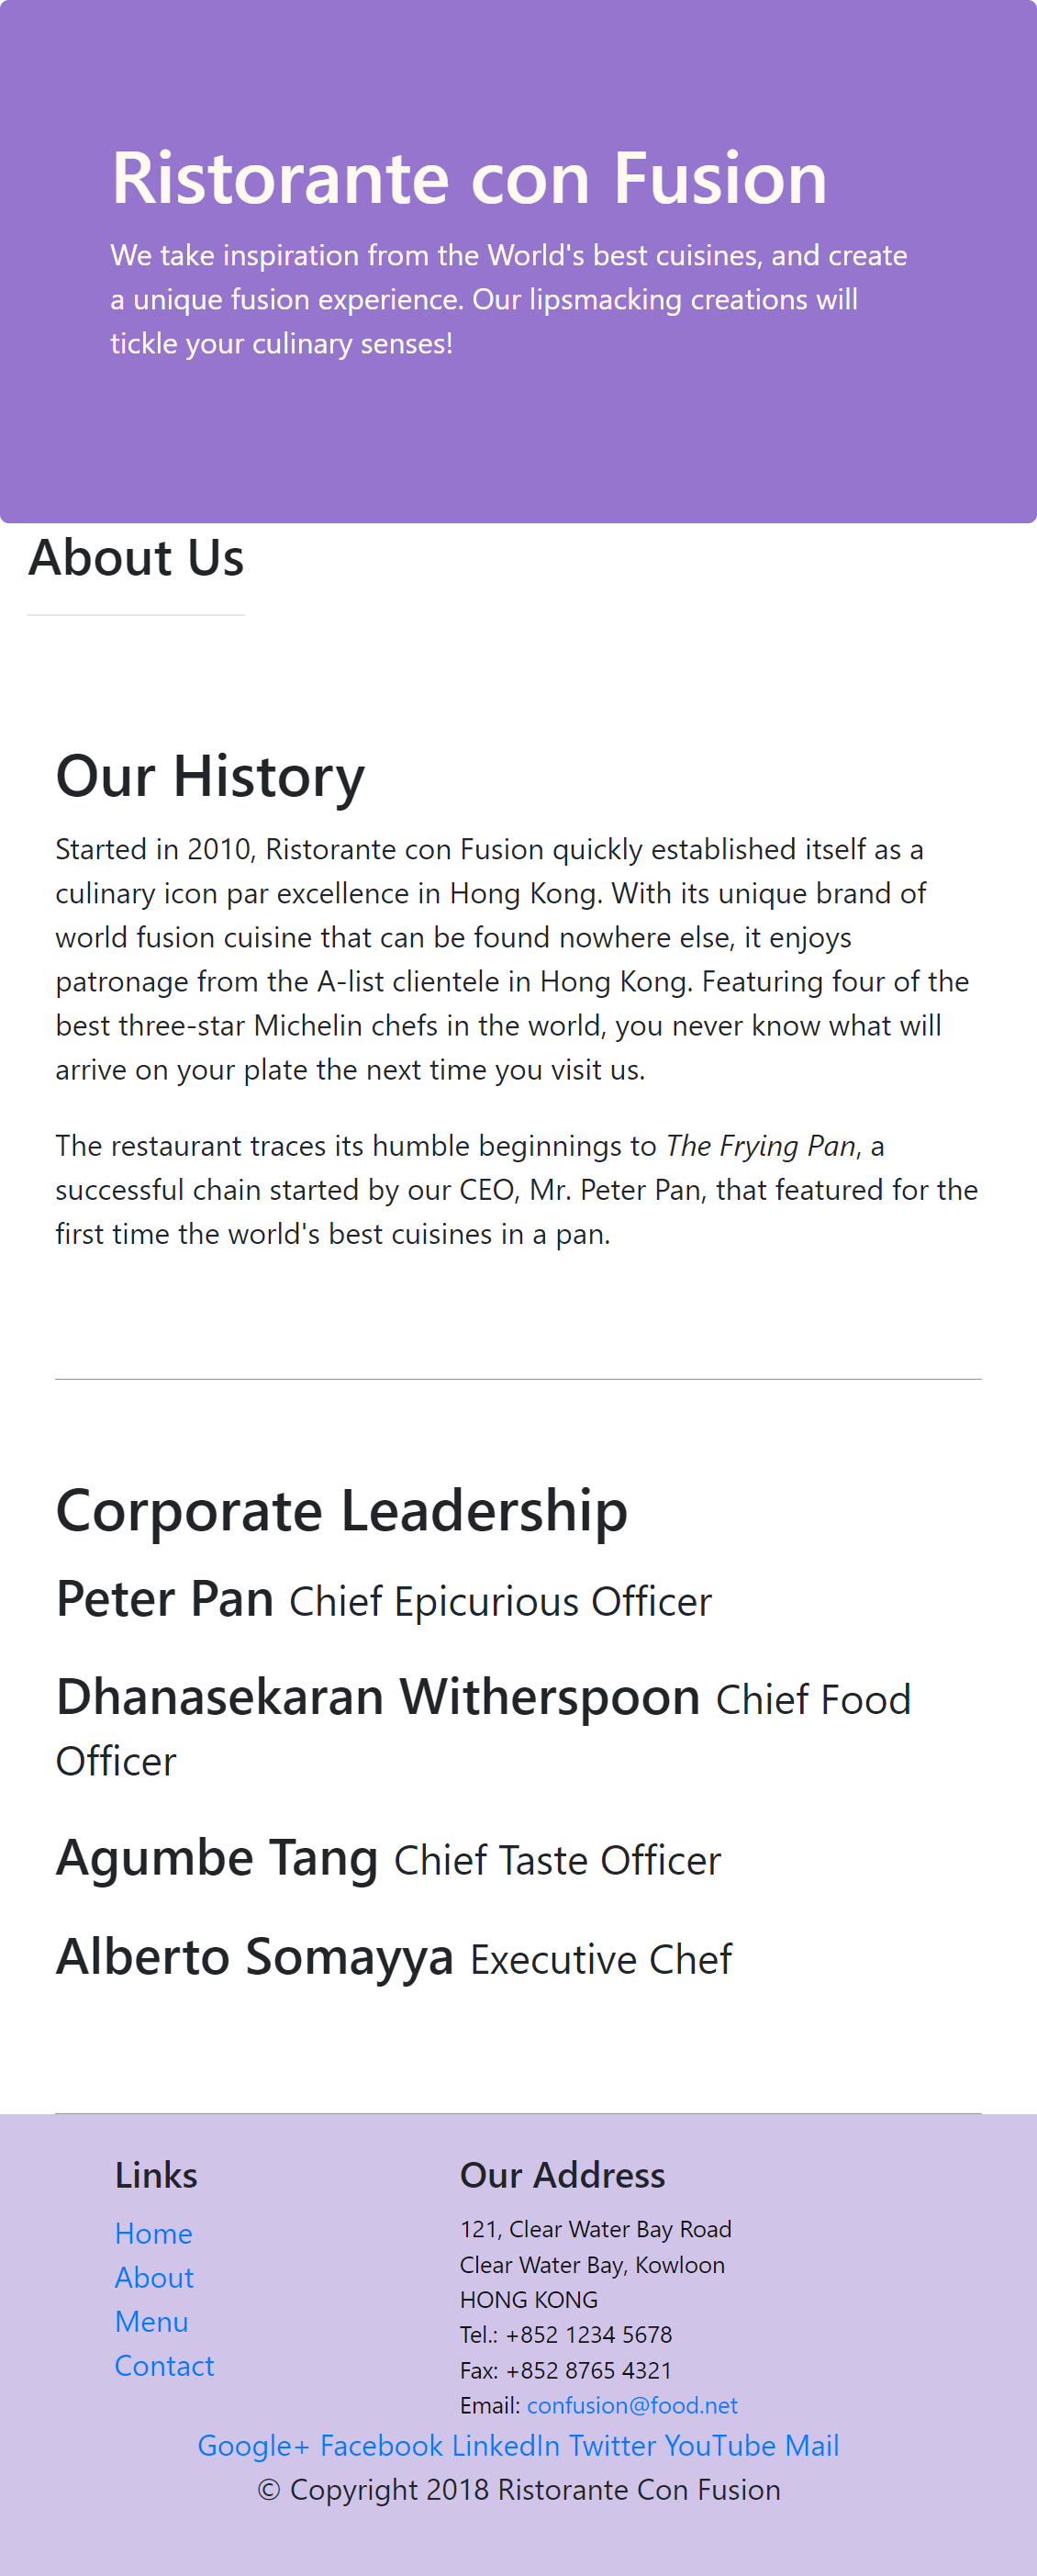 Ristorante con Fusion
We take inspiration from the World's best cuisines, and create
a unique fusion experience. Our lipsmacking creations will
tickle your culinary senses!
About Us
Our History
Started in 2010, Ristorante con Fusion quickly established itself as a
culinary icon par excellence in Hong Kong. With its unique brand of
world fusion cuisine that can be found nowhere else, it enjoys
patronage from the A-list clientele in Hong Kong. Featuring four of the
best three-star Michelin chefs in the world, you never know what will
arrive on your plate the next time you visit us.
The restaurant traces its humble beginnings to The Frying Pan, a
successful chain started by our CEO, Mr. Peter Pan, that featured for the
first time the world's best cuisines in a pan.
Corporate Leadership
Peter Pan Chief Epicurious Officer
Dhanasekaran Witherspoon Chief Food
Officer
Agumbe Tang Chief Taste Officer
Alberto Somayya Executive Chef
Links
Home
About
Menu
Contact
Our Address
121, Clear Water Bay Road
Clear Water Bay, Kowloon
HONG KONG
Tel.: +852 1234 5678
Fax: +852 8765 4321
Email: confusion@food.net
Google+ Facebook LinkedIn Twitter YouTube Mail
© Copyright 2018 Ristorante Con Fusion